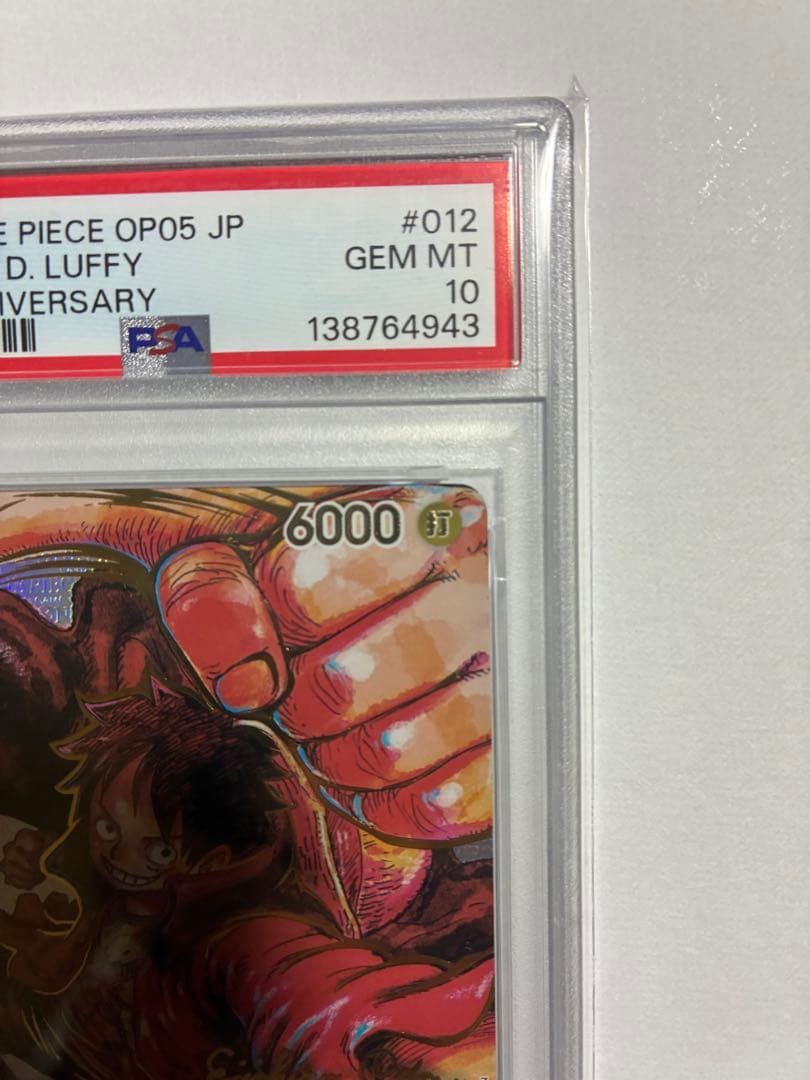 E PIECE OP05 JP #012
D. LUFFY GEM MT
IVERSARY 10
PSA 138764943
6000 打